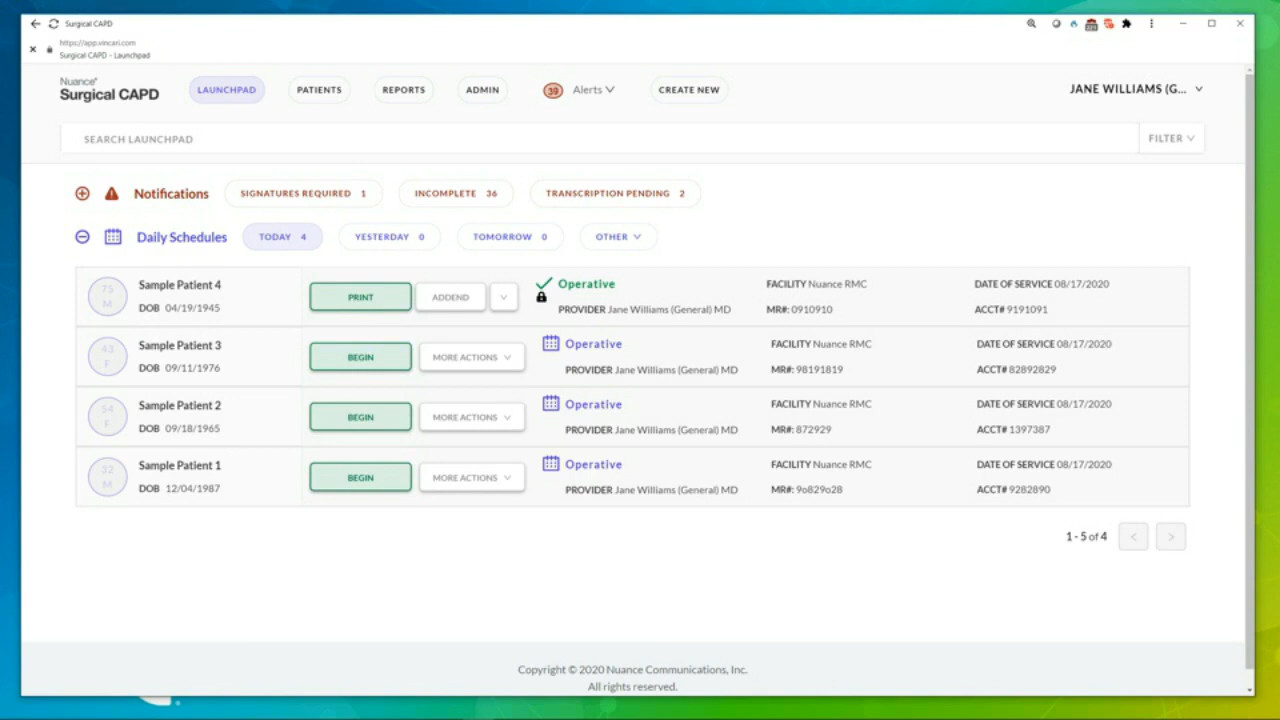 Surgical CAPD
https://app.vincari.com
Surgical CAPD - Launchpad
Nuance®
Surgical CAPD
LAUNCHPAD
PATIENTS
REPORTS
ADMIN
39 Alerts
CREATE NEW
JANE WILLIAMS (G...
SEARCH LAUNCHPAD
FILTER
Notifications
SIGNATURES REQUIRED 1
INCOMPLETE 36
TRANSCRIPTION PENDING 2
Daily Schedules
TODAY 4
YESTERDAY 0
TOMORROW 0
OTHER
75
M
Sample Patient 4
DOB 04/19/1945
PRINT
ADDEND
Operative
PROVIDER Jane Williams (General) MD
FACILITY Nuance RMC
MR#: 0910910
DATE OF SERVICE 08/17/2020
ACCT# 9191091
43
F
Sample Patient 3
DOB 09/11/1976
BEGIN
MORE ACTIONS
Operative
PROVIDER Jane Williams (General) MD
FACILITY Nuance RMC
MR#: 98191819
DATE OF SERVICE 08/17/2020
ACCT# 82892829
54
F
Sample Patient 2
DOB 09/18/1965
BEGIN
MORE ACTIONS
Operative
PROVIDER Jane Williams (General) MD
FACILITY Nuance RMC
MR#: 872929
DATE OF SERVICE 08/17/2020
ACCT# 1397387
32
M
Sample Patient 1
DOB 12/04/1987
BEGIN
MORE ACTIONS
Operative
PROVIDER Jane Williams (General) MD
FACILITY Nuance RMC
MR#: 9o829o28
DATE OF SERVICE 08/17/2020
ACCT# 9282890
1 - 5 of 4
Copyright © 2020 Nuance Communications, Inc.
All rights reserved.